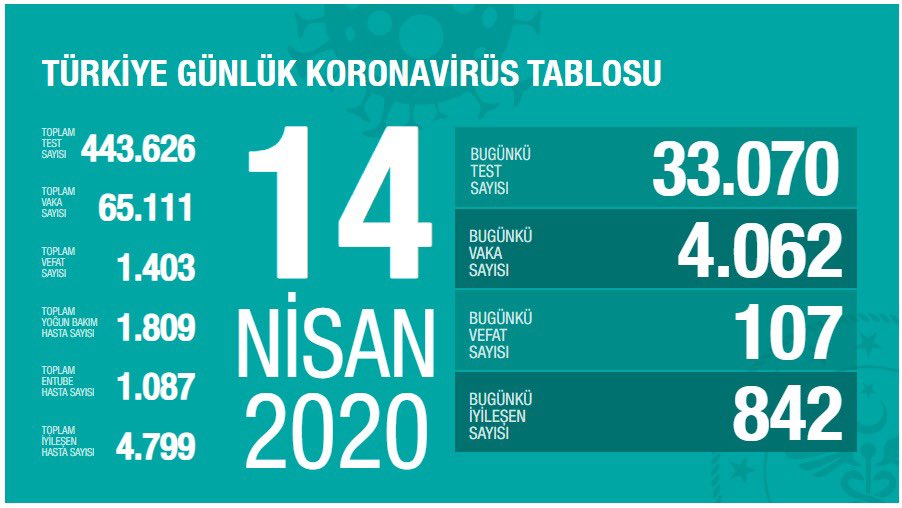 TÜRKİYE GÜNLÜK KORONAVİRÜS TABLOSU
TOPLAM
TEST
SAYISI
443.626
TOPLAM
VAKA
SAYISI
65.111
TOPLAM
VEFAT
SAYISI
1.403
TOPLAM
YOĞUN BAKIM
HASTA SAYISI
1.809
TOPLAM
ENTUBE
HASTA SAYISI
1.087
TOPLAM
İYİLEŞEN
HASTA SAYISI
4.799
14
NİSAN
2020
BUGÜNKÜ
TEST
SAYISI
33.070
BUGÜNKÜ
VAKA
SAYISI
4.062
BUGÜNKÜ
VEFAT
SAYISI
107
BUGÜNKÜ
İYİLEŞEN
SAYISI
842